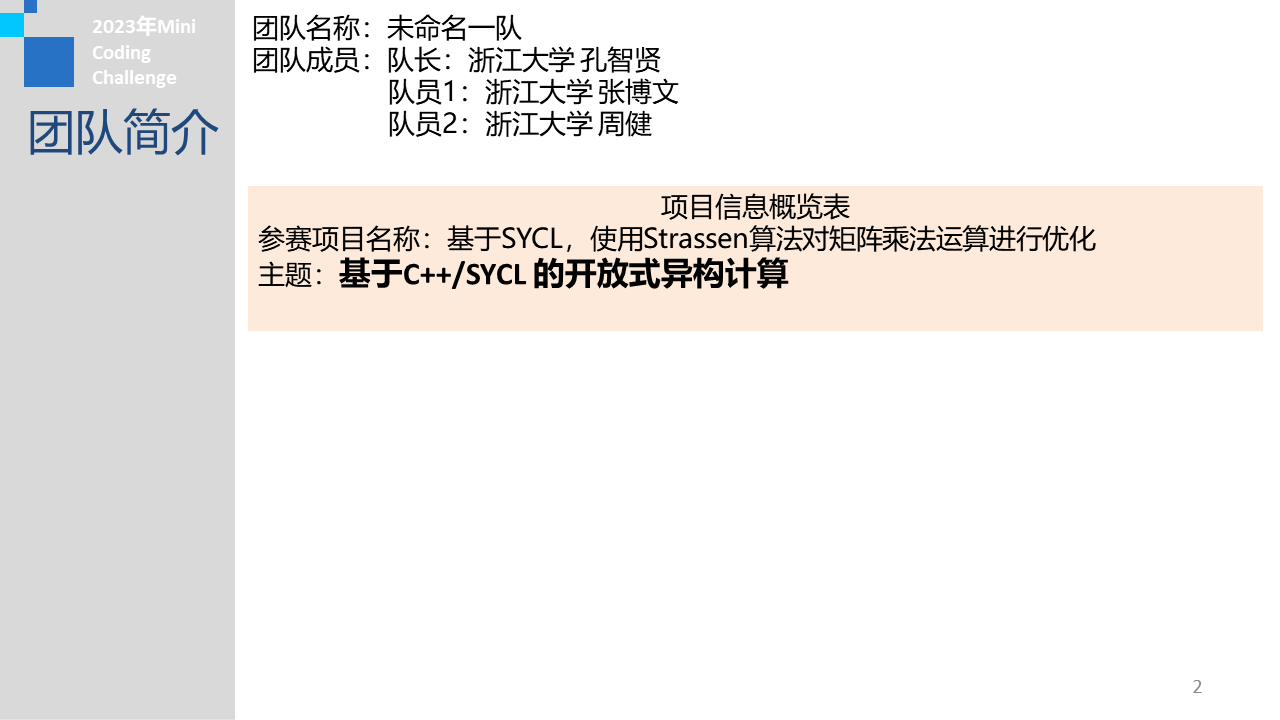 2023年Mini
Coding
Challenge
团队简介
团队名称：未命名一队
团队成员：队长：浙江大学 孔智贤
队员1：浙江大学 张博文
队员2：浙江大学 周健
项目信息概览表
参赛项目名称：基于SYCL，使用Strassen算法对矩阵乘法运算进行优化
主题：基于C++/SYCL 的开放式异构计算
2